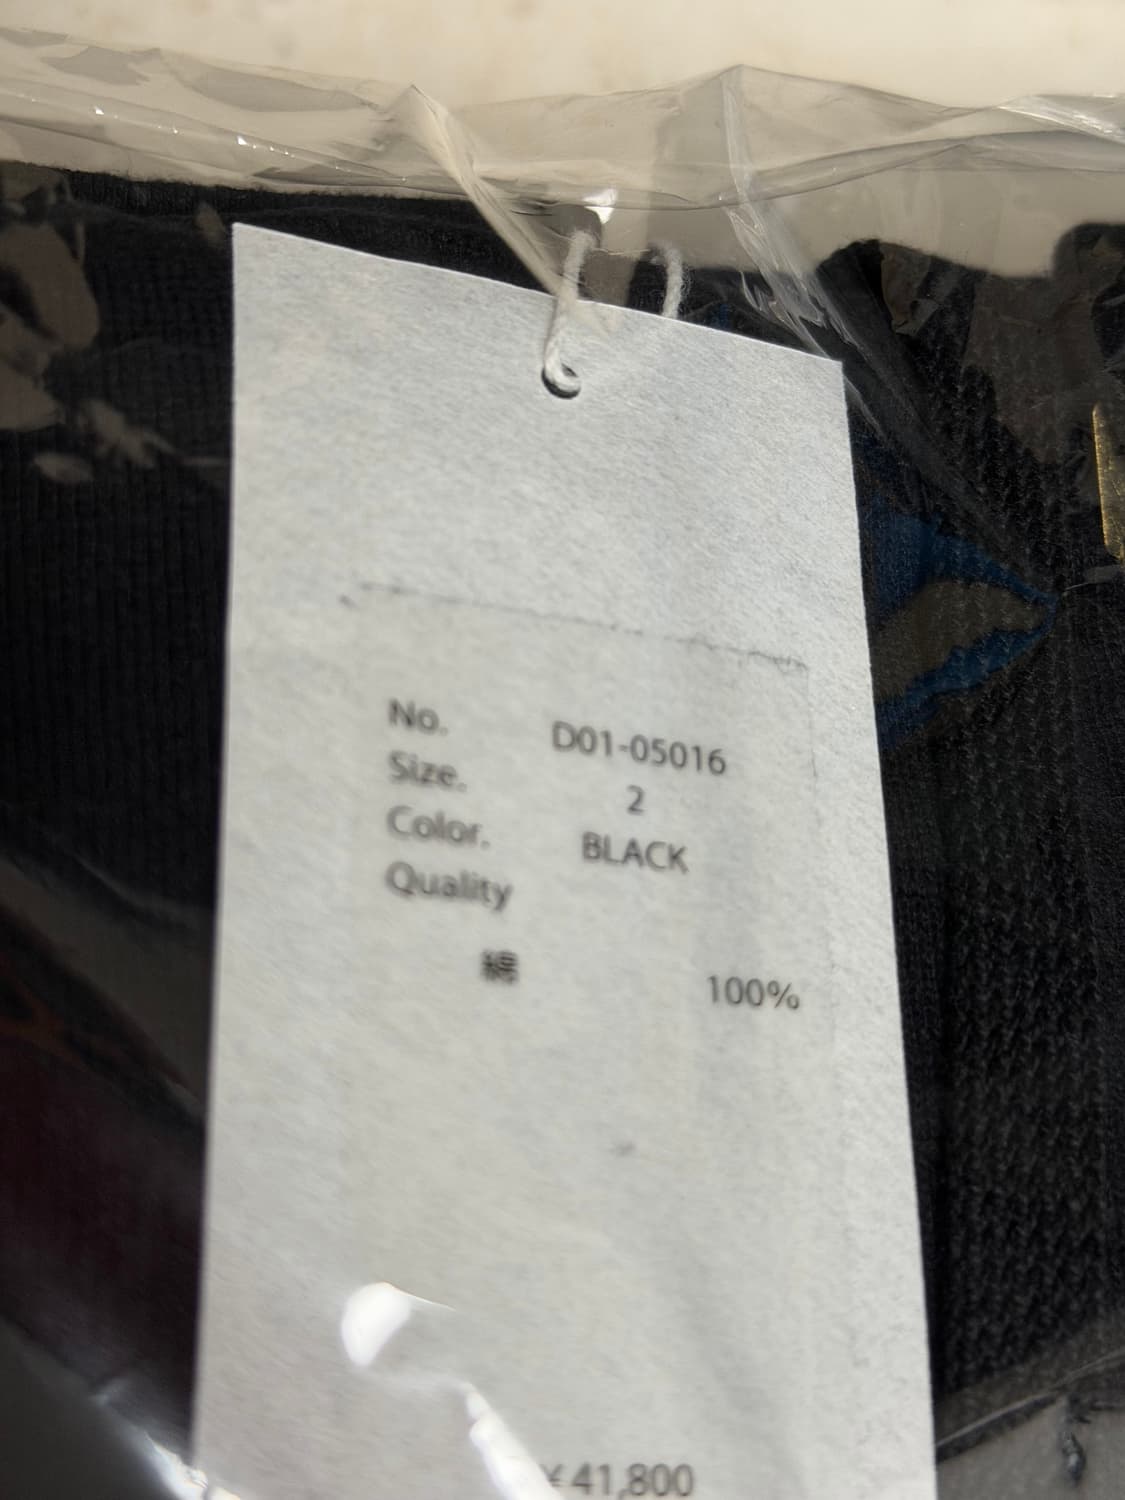 No. D01-05016
Size. 2
Color. BLACK
Quality
綿 100%
¥41,800